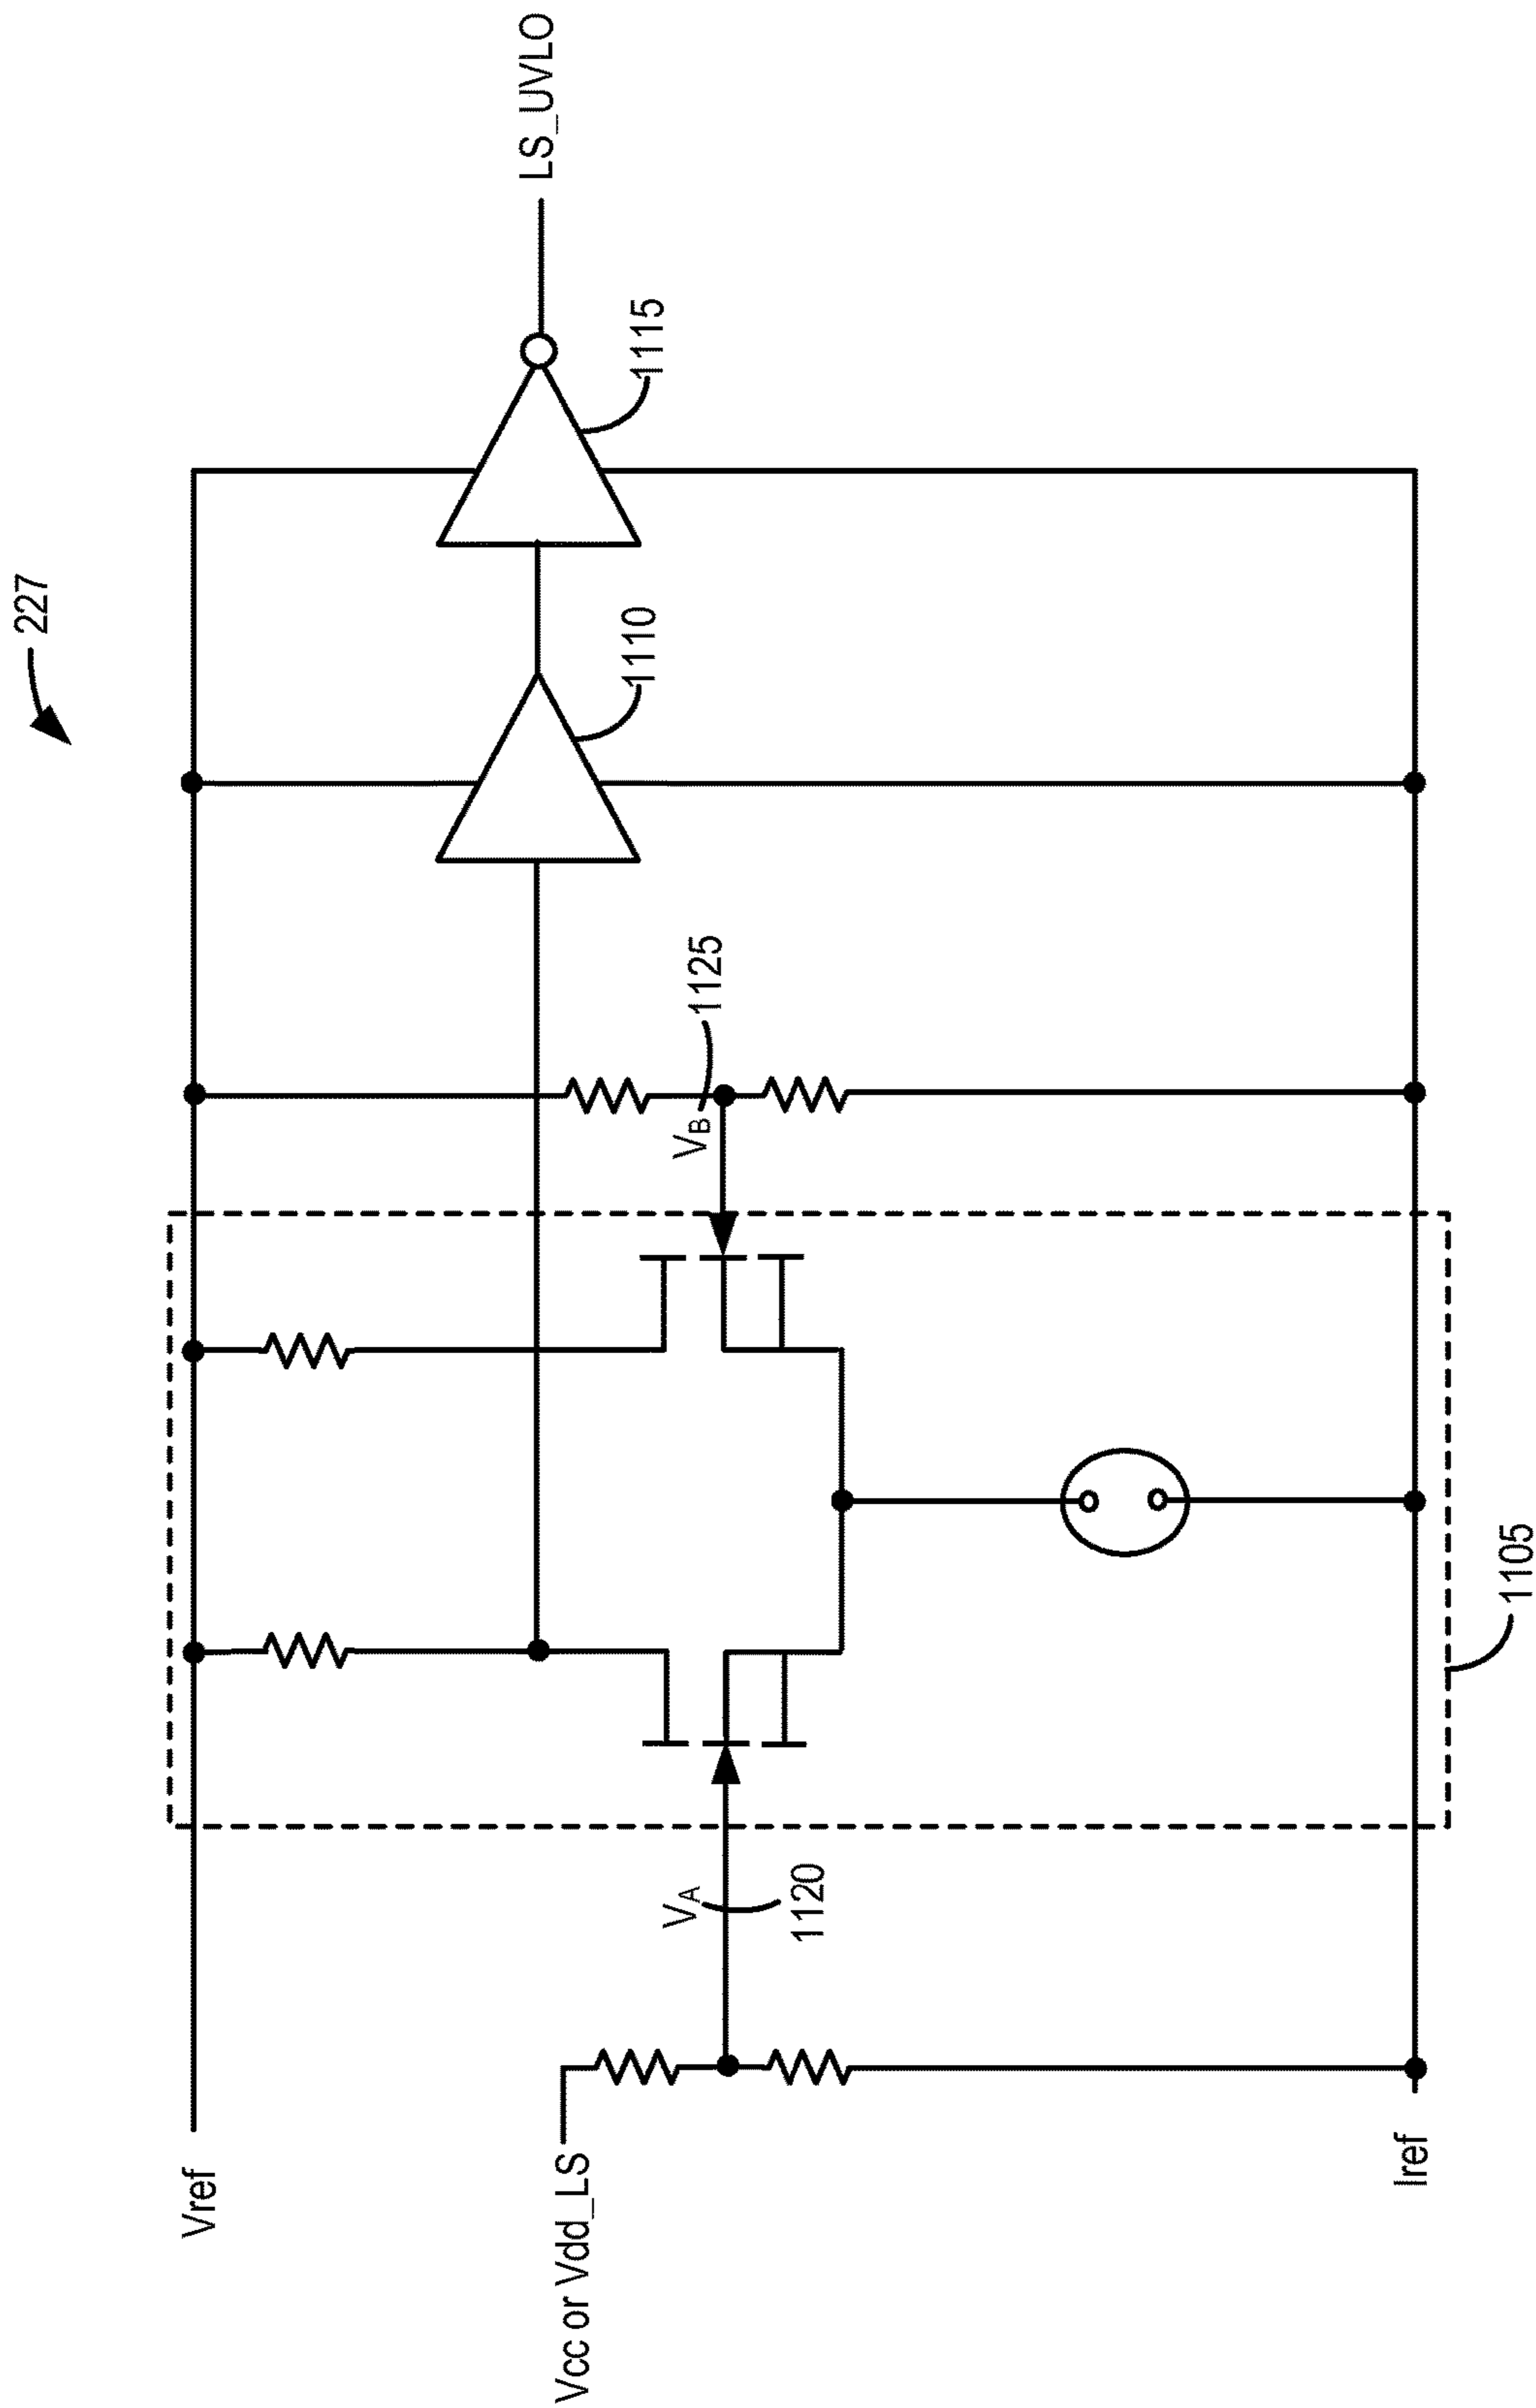 227
Vref
Vcc or Vdd_LS
Iref
VA
1120
1105
VB
1125
1110
1115
LS_UVLO